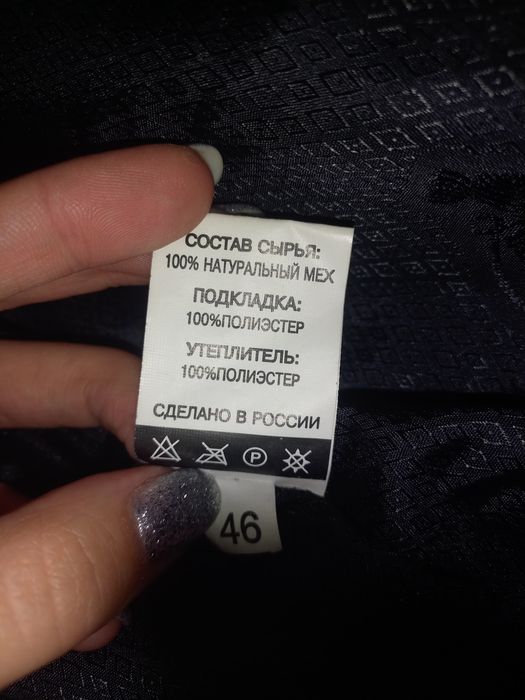 СОСТАВ СЫРЬЯ:
100% НАТУРАЛЬНЫЙ МЕХ
ПОДКЛАДКА:
100%ПОЛИЭСТЕР
УТЕПЛИТЕЛЬ:
100%ПОЛИЭСТЕР
СДЕЛАНО В РОССИИ
P
46